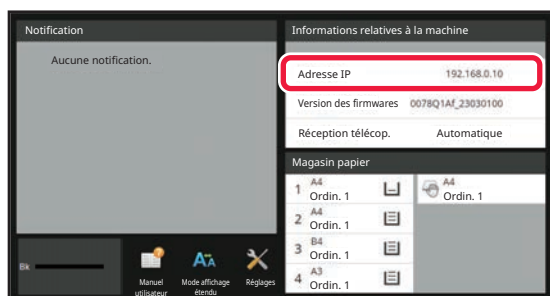 Notification
Aucune notification.
Informations relatives à la machine
Adresse IP 192.168.0.10
Version des firmwares 0078Q1Af_23030100
Réception télécop. Automatique
Magasin papier
1 A4
Ordin. 1
A4
Ordin. 1
2 A4
Ordin. 1
3 B4
Ordin. 1
4 A3
Ordin. 1
Bk
Manuel
utilisateur
Mode affichage
étendu
Réglages